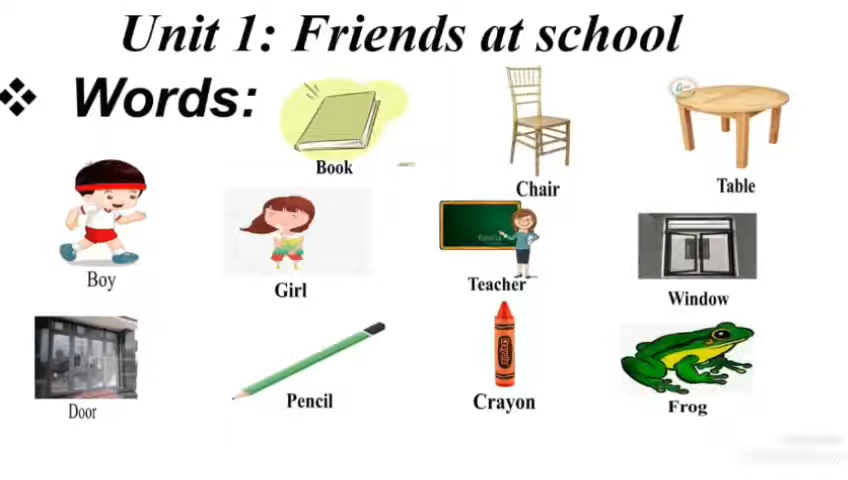 Unit 1: Friends at school
❖ Words:
Book
Chair
Table
Boy
Girl
Teacher
Window
Door
Pencil
Crayon
Frog